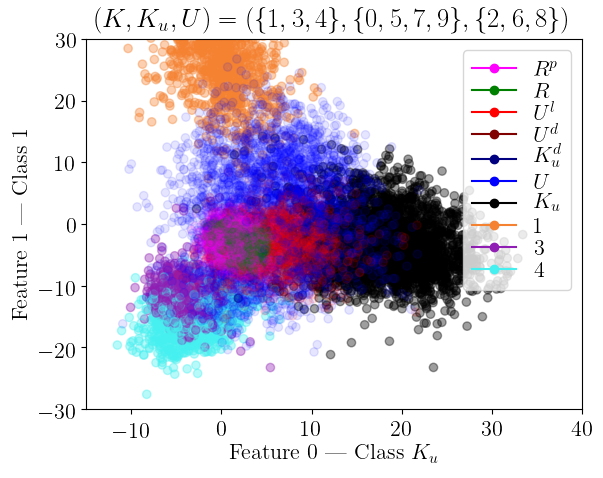 (K, K_u, U) = ({1, 3, 4}, {0, 5, 7, 9}, {2, 6, 8})
30
20
10
0
−10
−20
−30
Feature 1 — Class 1
−10
0
10
20
30
40
Feature 0 — Class K_u
R^p
R
U^l
U^d
K_u^d
U
K_u
1
3
4